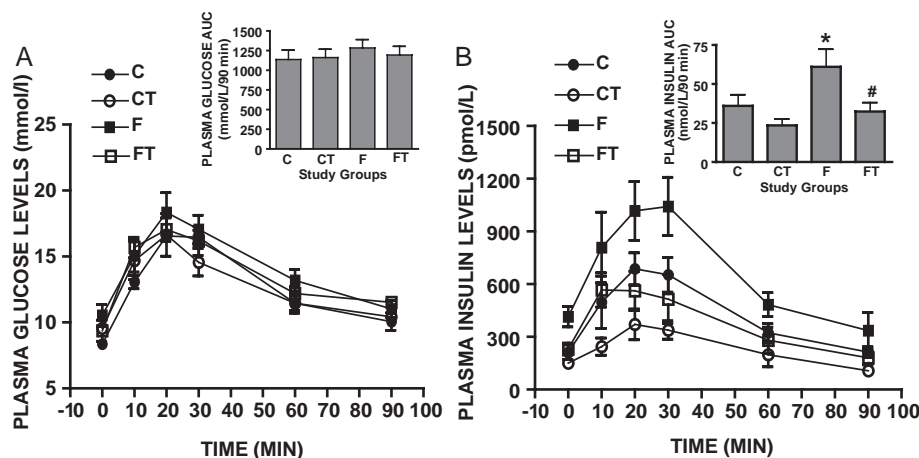 A
PLASMA GLUCOSE LEVELS (mmol/l)
25
20
15
10
5
-10 0 10 20 30 40 50 60 70 80 90 100
TIME (MIN)
C
CT
F
FT
PLASMA GLUCOSE AUC
(mmol/L/90 min)
1500
1250
1000
750
500
250
0
C CT F FT
Study Groups
B
PLASMA INSULIN LEVELS (pmol/L)
1500
1200
900
600
300
0
-10 0 10 20 30 40 50 60 70 80 90 100
TIME (MIN)
C
CT
F
FT
PLASMA INSULIN AUC
(nmol/L/90 min)
75
50
25
0
*
#
C CT F FT
Study Groups